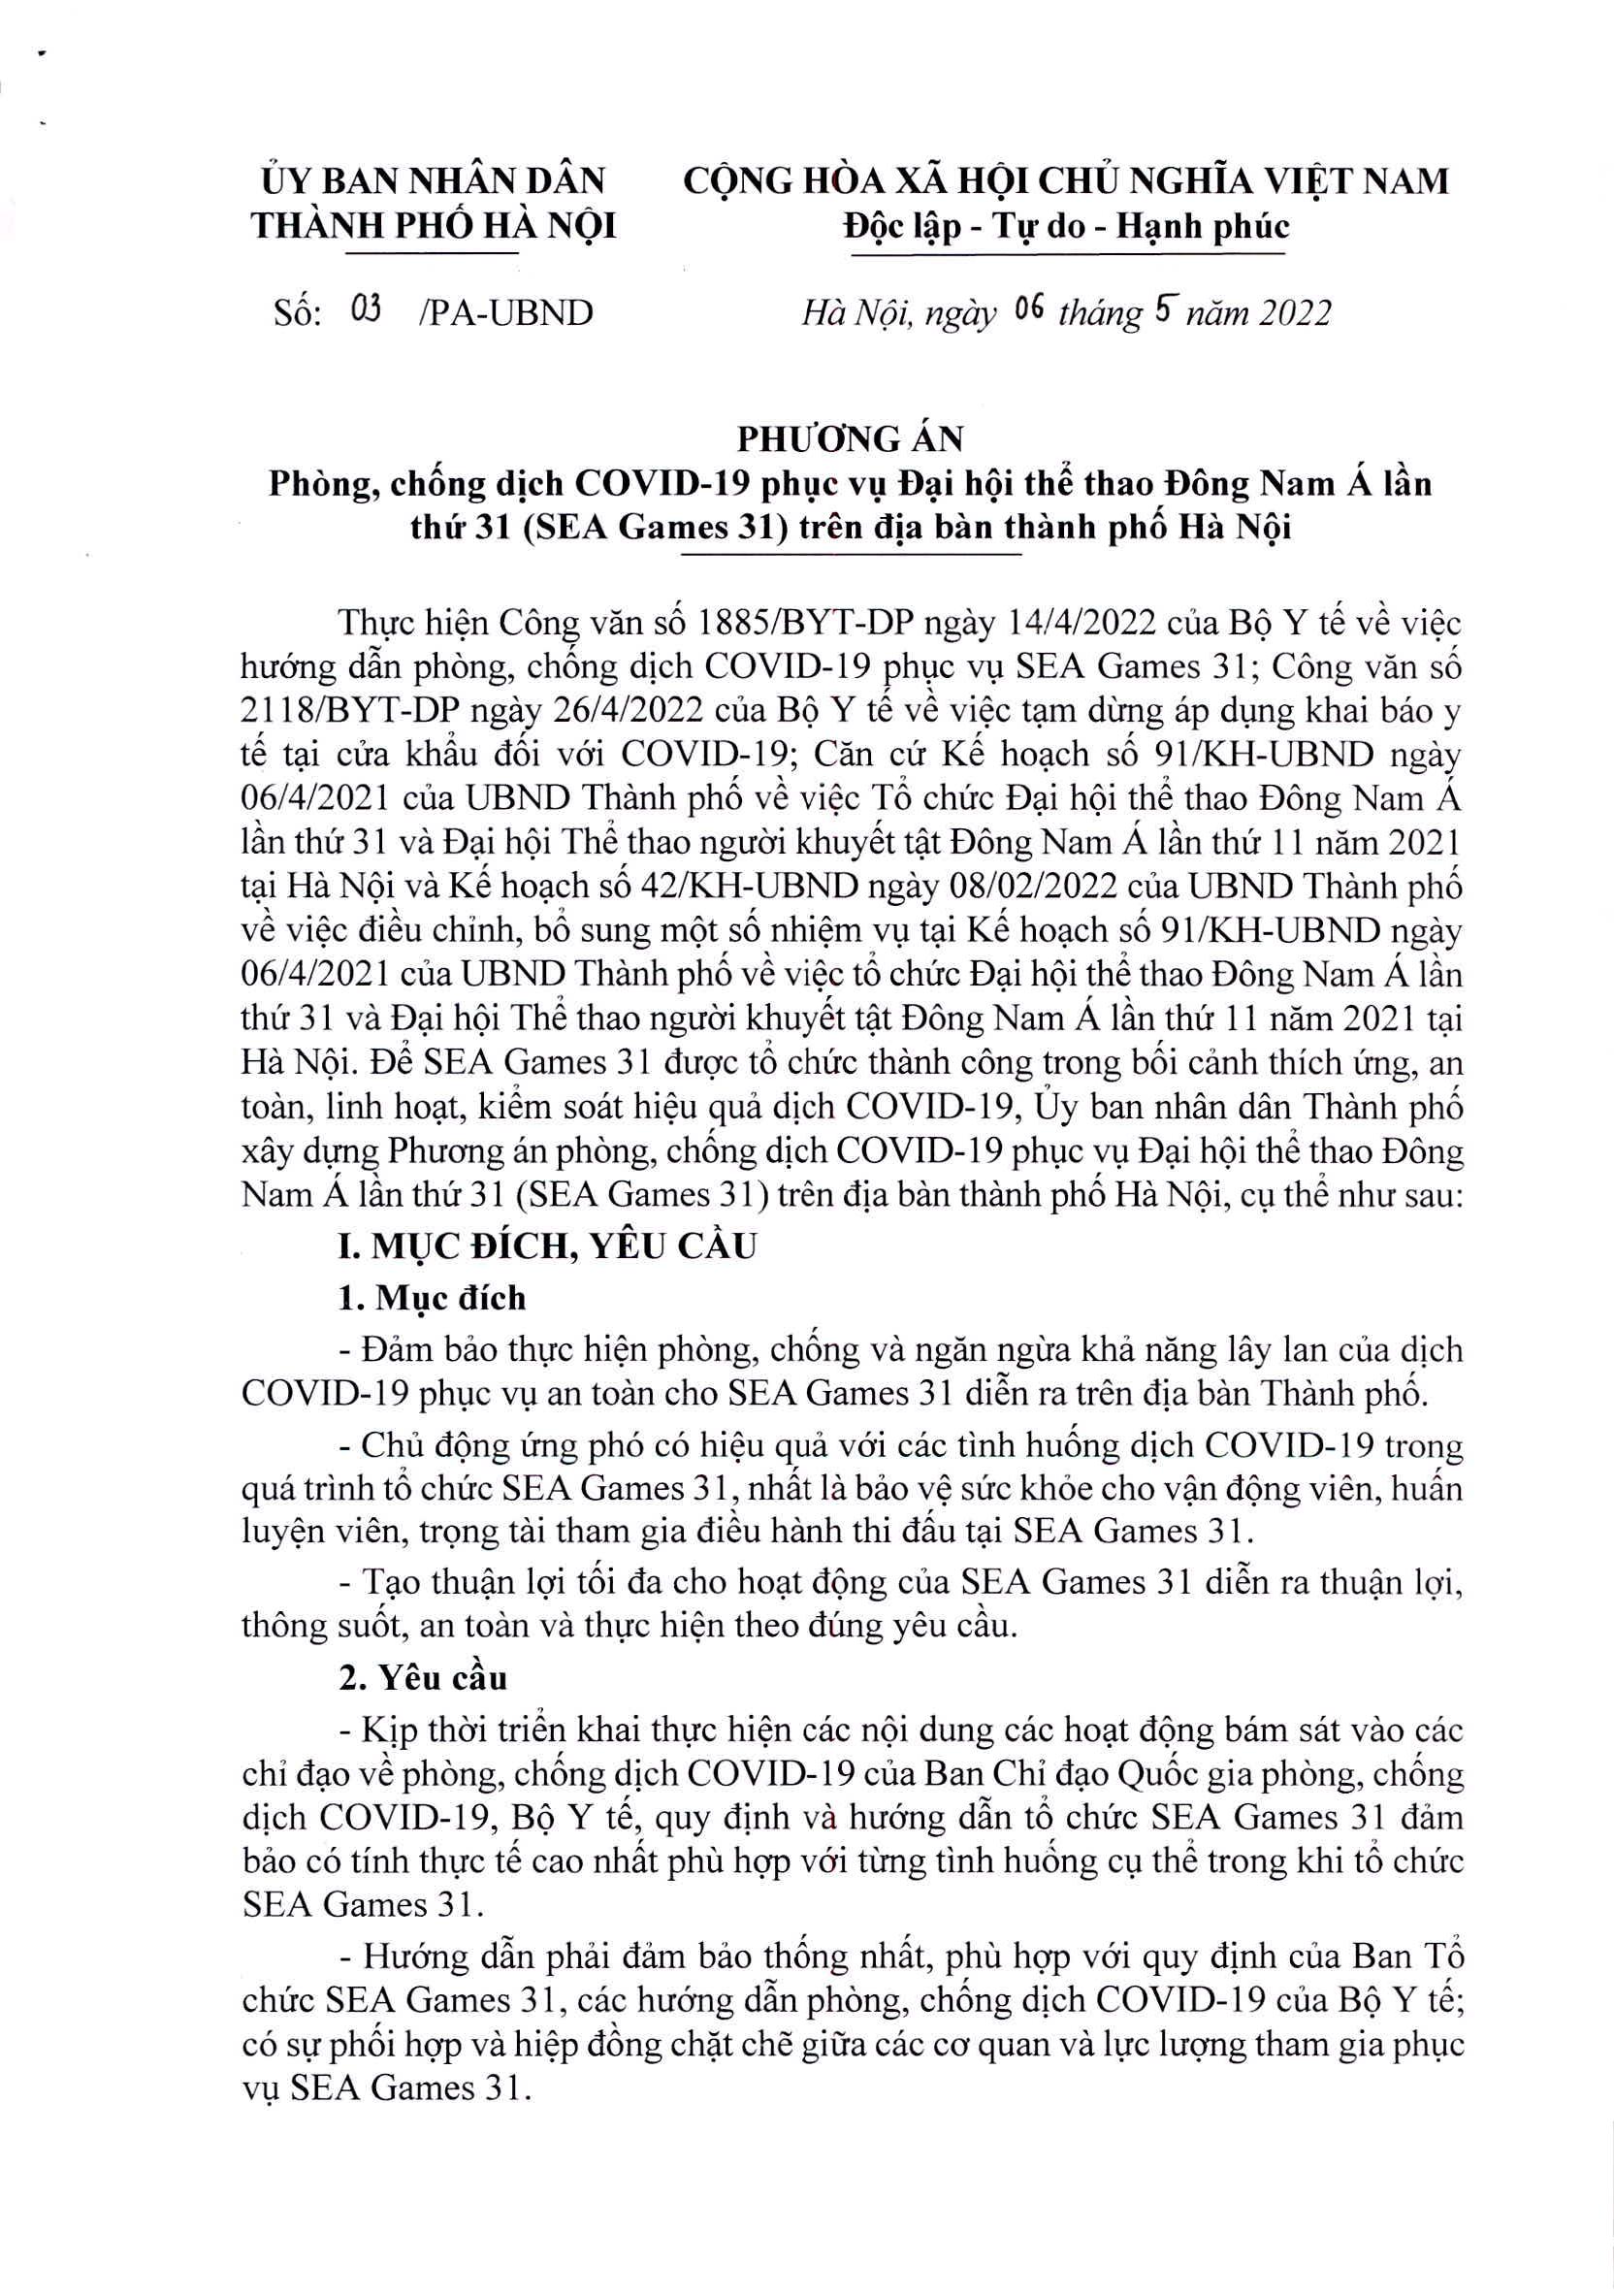 ỦY BAN NHÂN DÂN
THÀNH PHỐ HÀ NỘI
CỘNG HÒA XÃ HỘI CHỦ NGHĨA VIỆT NAM
Độc lập - Tự do - Hạnh phúc
Số: 03 /PA-UBND
Hà Nội, ngày 06 tháng 5 năm 2022
PHƯƠNG ÁN
Phòng, chống dịch COVID-19 phục vụ Đại hội thể thao Đông Nam Á lần
thứ 31 (SEA Games 31) trên địa bàn thành phố Hà Nội
Thực hiện Công văn số 1885/BYT-DP ngày 14/4/2022 của Bộ Y tế về việc
hướng dẫn phòng, chống dịch COVID-19 phục vụ SEA Games 31; Công văn số
2118/BYT-DP ngày 26/4/2022 của Bộ Y tế về việc tạm dừng áp dụng khai báo y
tế tại cửa khẩu đối với COVID-19; Căn cứ Kế hoạch số 91/KH-UBND ngày
06/4/2021 của UBND Thành phố về việc Tổ chức Đại hội thể thao Đông Nam Á
lần thứ 31 và Đại hội Thể thao người khuyết tật Đông Nam Á lần thứ 11 năm 2021
tại Hà Nội và Kế hoạch số 42/KH-UBND ngày 08/02/2022 của UBND Thành phố
về việc điều chỉnh, bổ sung một số nhiệm vụ tại Kế hoạch số 91/KH-UBND ngày
06/4/2021 của UBND Thành phố về việc tổ chức Đại hội thể thao Đông Nam Á lần
thứ 31 và Đại hội Thể thao người khuyết tật Đông Nam Á lần thứ 11 năm 2021 tại
Hà Nội. Để SEA Games 31 được tổ chức thành công trong bối cảnh thích ứng, an
toàn, linh hoạt, kiểm soát hiệu quả dịch COVID-19, Ủy ban nhân dân Thành phố
xây dựng Phương án phòng, chống dịch COVID-19 phục vụ Đại hội thể thao Đông
Nam Á lần thứ 31 (SEA Games 31) trên địa bàn thành phố Hà Nội, cụ thể như sau:
I. MỤC ĐÍCH, YÊU CẦU
1. Mục đích
- Đảm bảo thực hiện phòng, chống và ngăn ngừa khả năng lây lan của dịch
COVID-19 phục vụ an toàn cho SEA Games 31 diễn ra trên địa bàn Thành phố.
- Chủ động ứng phó có hiệu quả với các tình huống dịch COVID-19 trong
quá trình tổ chức SEA Games 31, nhất là bảo vệ sức khỏe cho vận động viên, huấn
luyện viên, trọng tài tham gia điều hành thi đấu tại SEA Games 31.
- Tạo thuận lợi tối đa cho hoạt động của SEA Games 31 diễn ra thuận lợi,
thông suốt, an toàn và thực hiện theo đúng yêu cầu.
2. Yêu cầu
- Kịp thời triển khai thực hiện các nội dung các hoạt động bám sát vào các
chỉ đạo về phòng, chống dịch COVID-19 của Ban Chỉ đạo Quốc gia phòng, chống
dịch COVID-19, Bộ Y tế, quy định và hướng dẫn tổ chức SEA Games 31 đảm
bảo có tính thực tế cao nhất phù hợp với từng tình huống cụ thể trong khi tổ chức
SEA Games 31.
- Hướng dẫn phải đảm bảo thống nhất, phù hợp với quy định của Ban Tổ
chức SEA Games 31, các hướng dẫn phòng, chống dịch COVID-19 của Bộ Y tế;
có sự phối hợp và hiệp đồng chặt chẽ giữa các cơ quan và lực lượng tham gia phục
vụ SEA Games 31.